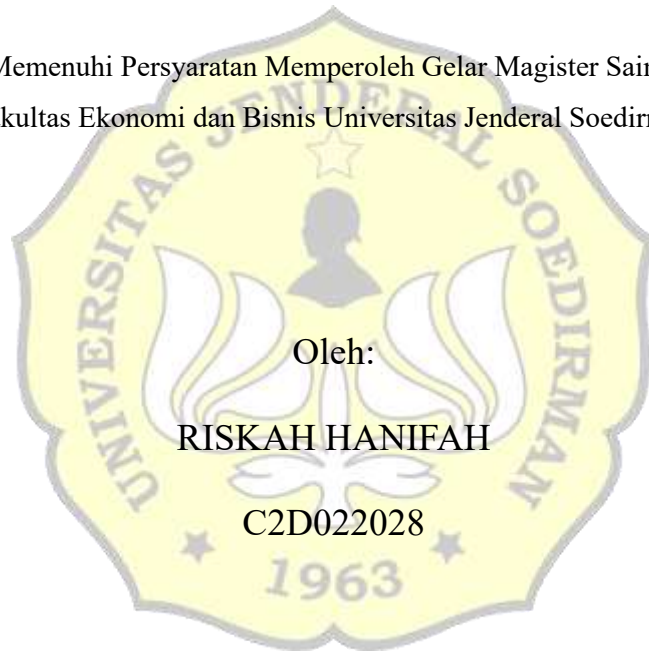 Memenuhi Persyaratan Memperoleh Gelar Magister
Ekonomi dan Bisnis Universitas Jenderal
UNIVERSITAS JENDERAL SOEDIRMAN
Oleh:
RISKAH HANIFAH
C2D022028
1963